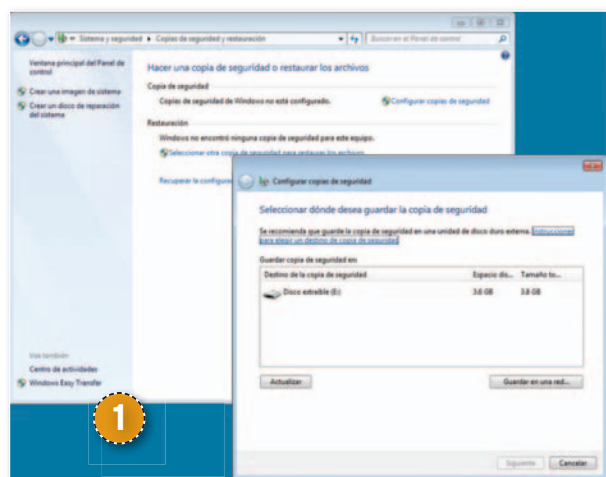 Sistema y seguridad ▸ Copias de seguridad y restauración
Buscar en el Panel de control
Ventana principal del Panel de control
Crear una imagen de sistema
Crear un disco de reparación del sistema
Vea también
Centro de actividades
Windows Easy Transfer
Hacer una copia de seguridad o restaurar los archivos
Copia de seguridad
Copias de seguridad de Windows no está configurado.
Configurar copias de seguridad
Restauración
Windows no encontró ninguna copia de seguridad para este equipo.
Seleccionar otra copia de seguridad para restaurar los archivos
Recuperar la configura
Configurar copias de seguridad
Seleccionar dónde desea guardar la copia de seguridad
Se recomienda que guarde la copia de seguridad en una unidad de disco duro externa.
para elegir un destino de copia de seguridad
Guardar copia de seguridad en:
Destino de la copia de seguridad Espacio dis... Tamaño to...
Disco extraíble (E:) 3.6 GB 3.8 GB
Actualizar Guardar en una red...
Siguiente Cancelar
1